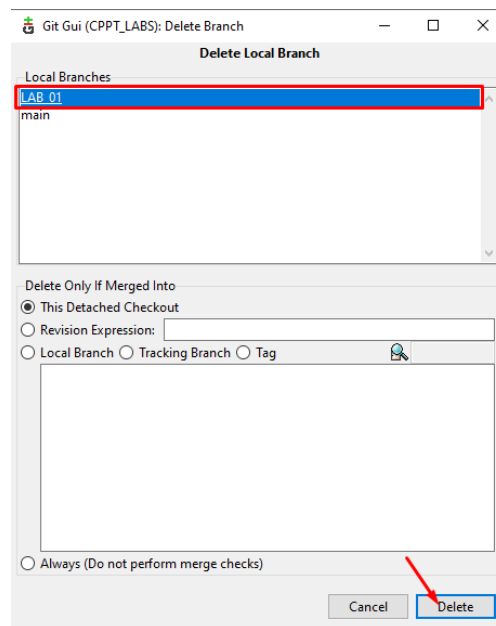 Git Gui (CPPT_LABS): Delete Branch
Delete Local Branch
Local Branches
LAB_01
main
Delete Only If Merged Into
This Detached Checkout
Revision Expression:
Local Branch Tracking Branch Tag
Always (Do not perform merge checks)
Cancel Delete